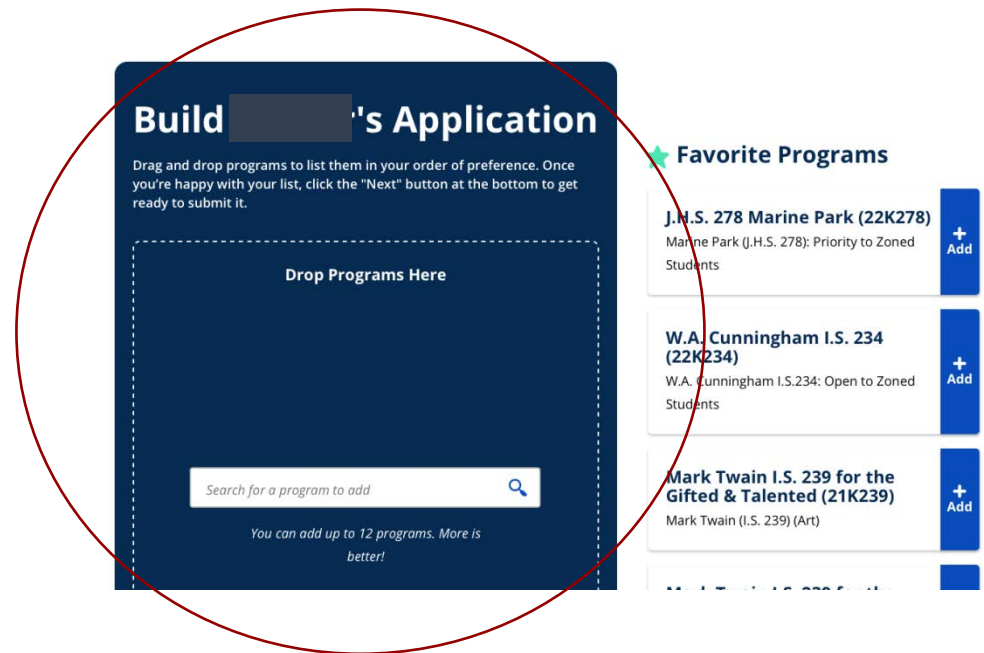 Build 's Application
Drag and drop programs to list them in your order of preference. Once
you're happy with your list, click the "Next" button at the bottom to get
ready to submit it.
Drop Programs Here
Search for a program to add
You can add up to 12 programs. More is
better!
Favorite Programs
J.H.S. 278 Marine Park (22K278)
Marine Park (J.H.S. 278): Priority to Zoned
Students
+
Add
W.A. Cunningham I.S. 234
(22K234)
W.A. Cunningham I.S.234: Open to Zoned
Students
+
Add
Mark Twain I.S. 239 for the
Gifted & Talented (21K239)
Mark Twain (I.S. 239) (Art)
+
Add